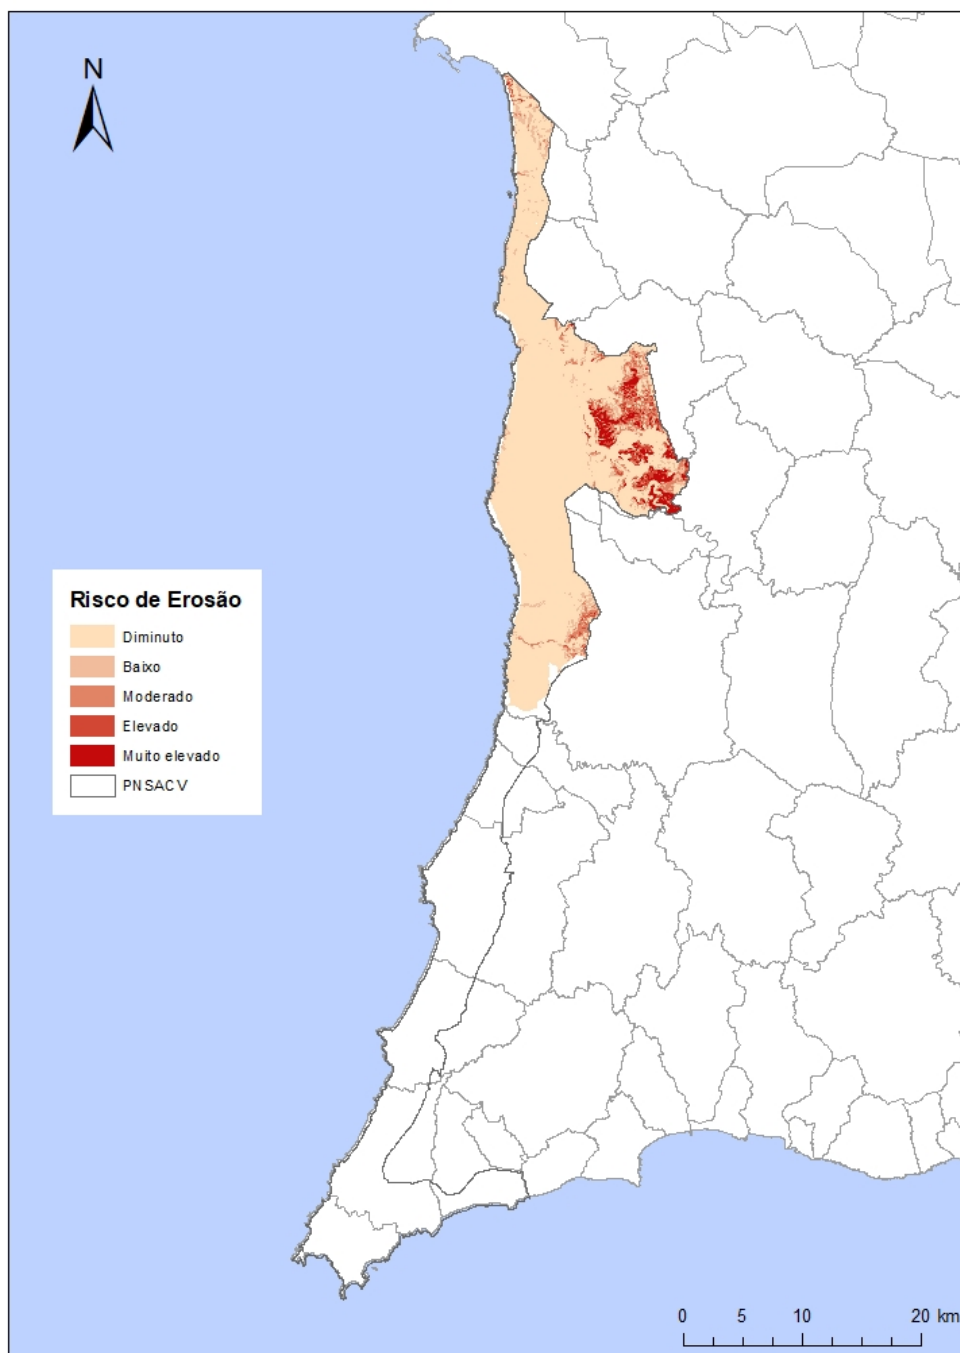 N
Risco de Erosão
Diminuto
Baixo
Moderado
Elevado
Muito elevado
PNSACV
0 5 10 20 km